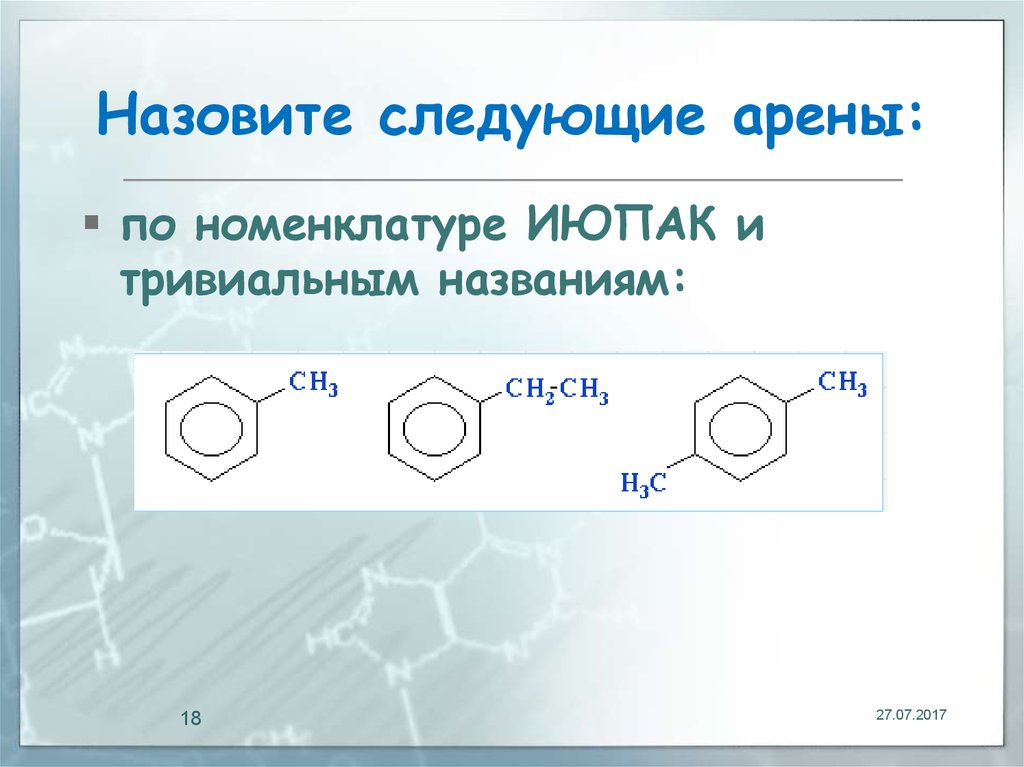 Назовите следующие арены:
▪ по номенклатуре ИЮПАК и
тривиальным названиям:
CH3 CH2-CH3 CH3
H3C
18 27.07.2017